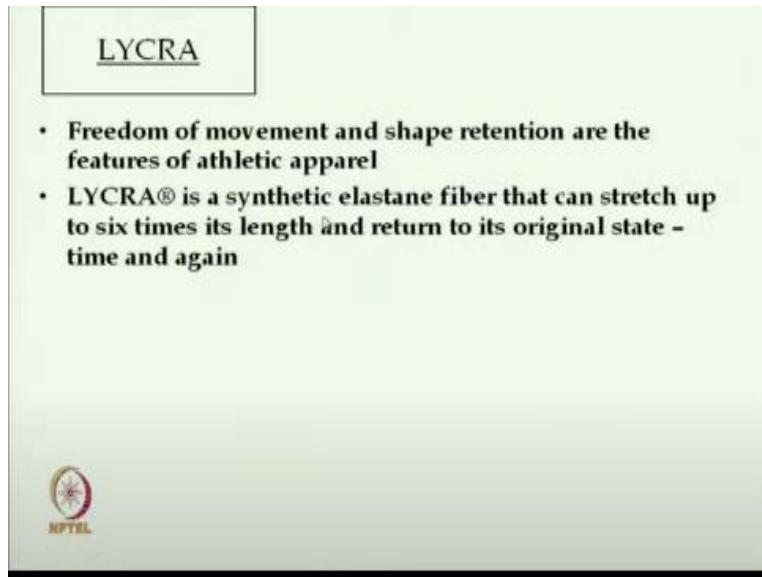 LYCRA
• Freedom of movement and shape retention are the
features of athletic apparel
• LYCRA® is a synthetic elastane fiber that can stretch up
to six times its length and return to its original state –
time and again
NPTEL